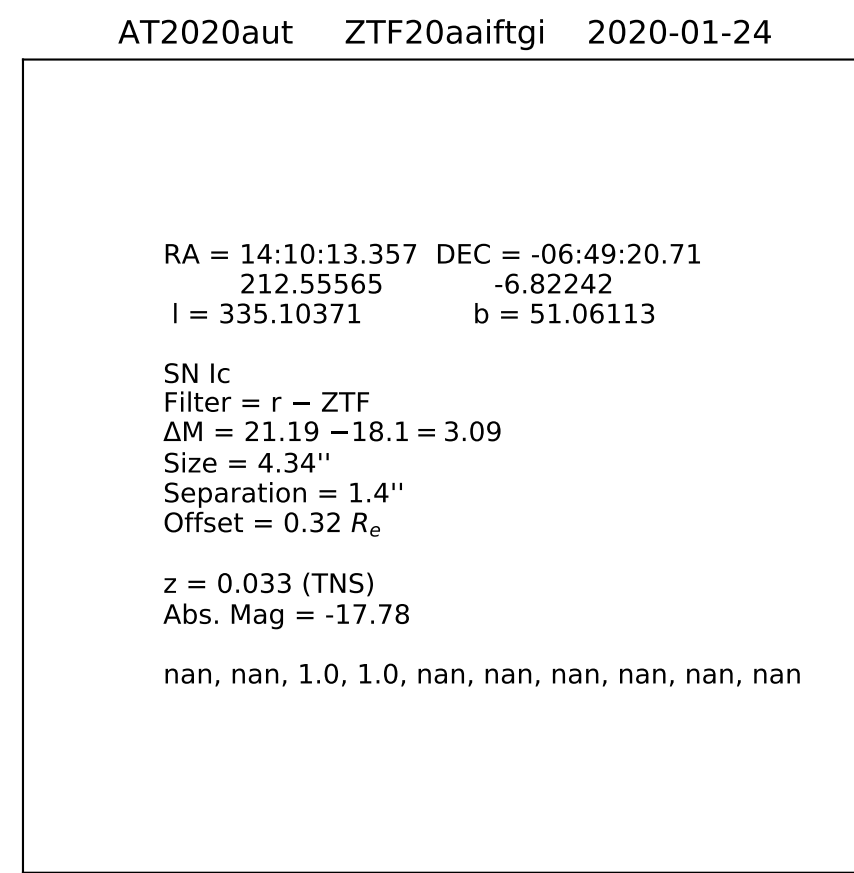 AT2020aut ZTF20aaiftgi 2020-01-24
RA = 14:10:13.357 DEC = -06:49:20.71
212.55565 -6.82242
l = 335.10371 b = 51.06113
SN Ic
Filter = r − ZTF
ΔM = 21.19 −18.1 = 3.09
Size = 4.34''
Separation = 1.4''
Offset = 0.32 Re
z = 0.033 (TNS)
Abs. Mag = -17.78
nan, nan, 1.0, 1.0, nan, nan, nan, nan, nan, nan